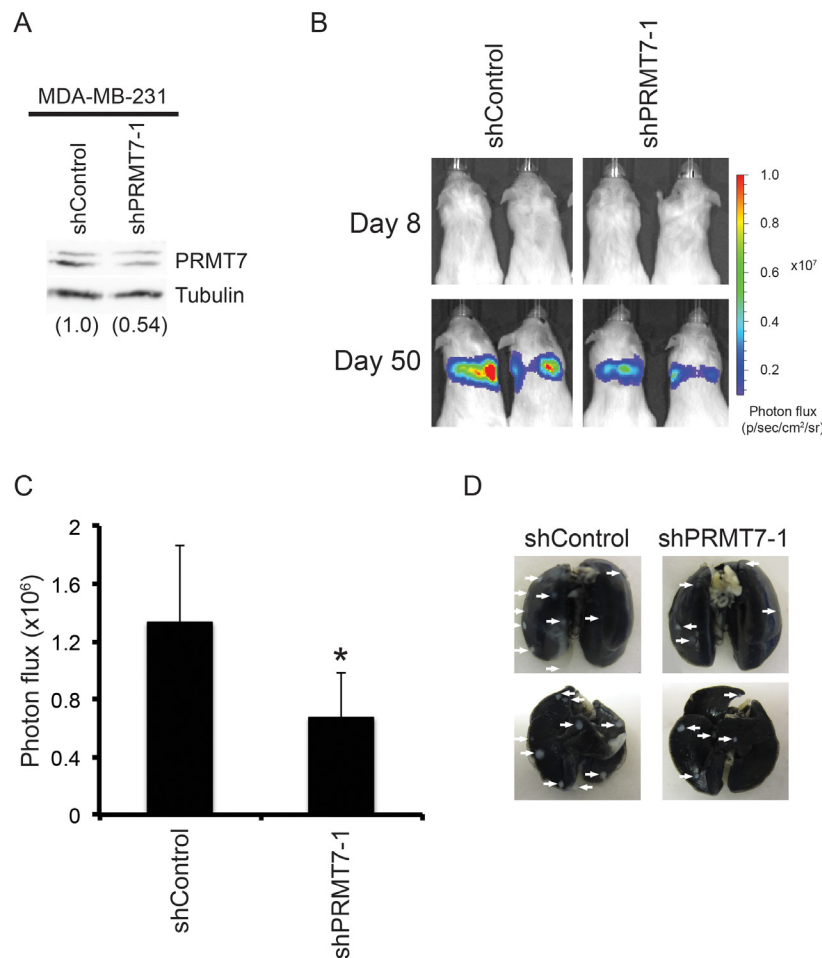 A
MDA-MB-231
shControl
shPRMT7-1
PRMT7
Tubulin
(1.0) (0.54)
B
shControl
shPRMT7-1
Day 8
Day 50
1.0
0.8
x10⁷
0.6
0.4
0.2
Photon flux
(p/sec/cm²/sr)
C
2
1.6
1.2
0.8
0.4
0
Photon flux (x10⁶)
*
shControl
shPRMT7-1
D
shControl shPRMT7-1